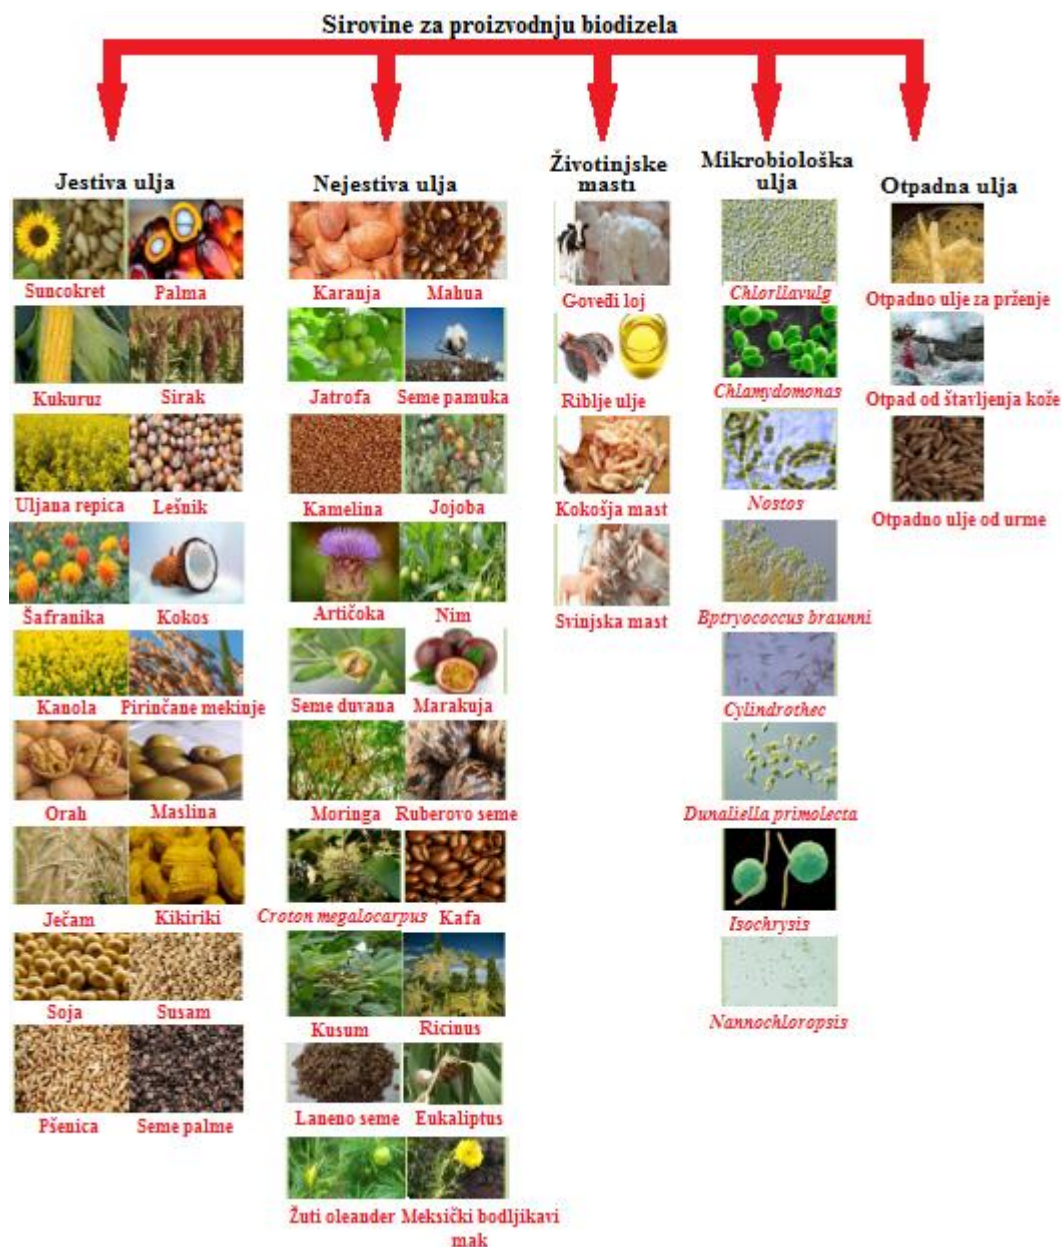 Sirovine za proizvodnju biodizela
Jestiva ulja
Suncokret Palma
Kukuruz Sirak
Uljana repica Lešnik
Šafranika Kokos
Kanola Pirinčane mekinje
Orah Maslina
Ječam Kikiriki
Soja Susam
Pšenica Seme palme
Nejestiva ulja
Karanja Mahua
Jatrofa Seme pamuka
Kamelina Jojoba
Artičoka Nim
Seme duvana Marakuja
Moringa Ruberovo seme
Croton megalocarpus Kafa
Kusum Ricinus
Laneno seme Eukaliptus
Žuti oleander Meksički bodljikavi
mak
Životinjske
masti
Goveđi loj
Riblje ulje
Kokošja mast
Svinjska mast
Mikrobiološka
ulja
Chlorllavulg
Chlamydomonas
Nostos
Bptryococcus braunni
Cylindrothec
Dunaliella primolecta
Isochrysis
Nannochloropsis
Otpadna ulja
Otpadno ulje za prženje
Otpad od štavljenja kože
Otpadno ulje od urme